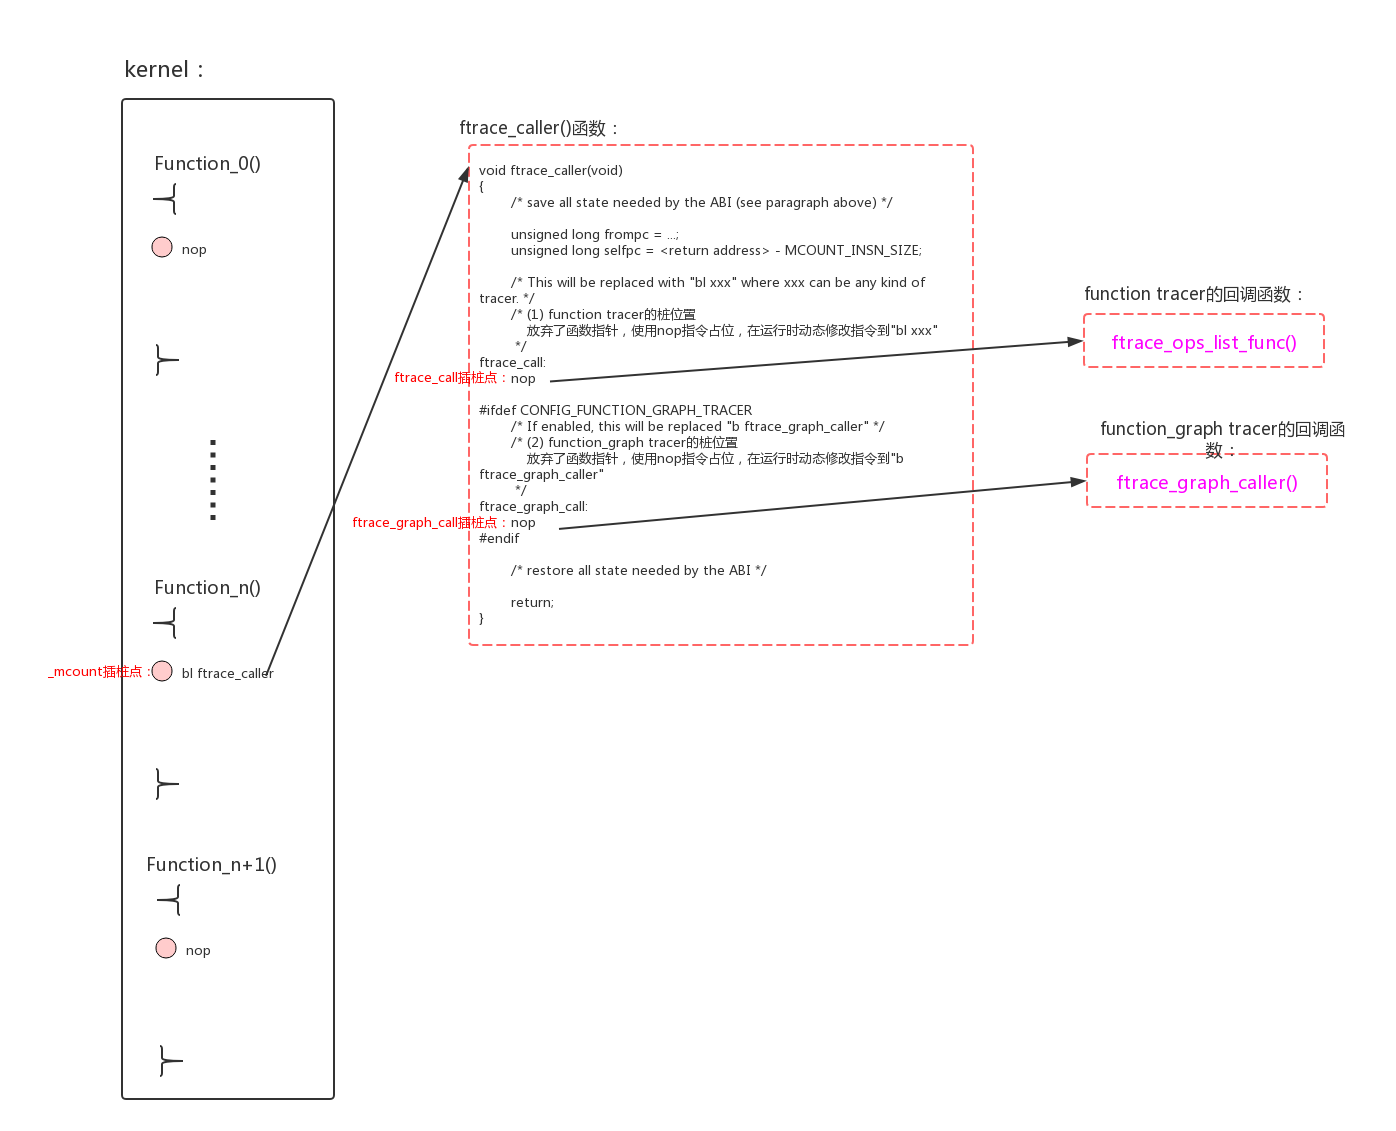 kernel：
Function_0()
nop
Function_n()
_mcount插桩点：
bl ftrace_caller
Function_n+1()
nop
ftrace_caller()函数：
void ftrace_caller(void)
{
/* save all state needed by the ABI (see paragraph above) */
unsigned long frompc = ...;
unsigned long selfpc = <return address> - MCOUNT_INSN_SIZE;
/* This will be replaced with "bl xxx" where xxx can be any kind of
tracer. */
/* (1) function tracer的桩位置
放弃了函数指针，使用nop指令占位，在运行时动态修改指令到"bl xxx"
*/
ftrace_call:
ftrace_call插桩点：
nop
#ifdef CONFIG_FUNCTION_GRAPH_TRACER
/* If enabled, this will be replaced "b ftrace_graph_caller" */
/* (2) function_graph tracer的桩位置
放弃了函数指针，使用nop指令占位，在运行时动态修改指令到"b
ftrace_graph_caller"
*/
ftrace_graph_call:
ftrace_graph_call插桩点：
nop
#endif
/* restore all state needed by the ABI */
return;
}
function tracer的回调函数：
ftrace_ops_list_func()
function_graph tracer的回调函
数：
ftrace_graph_caller()